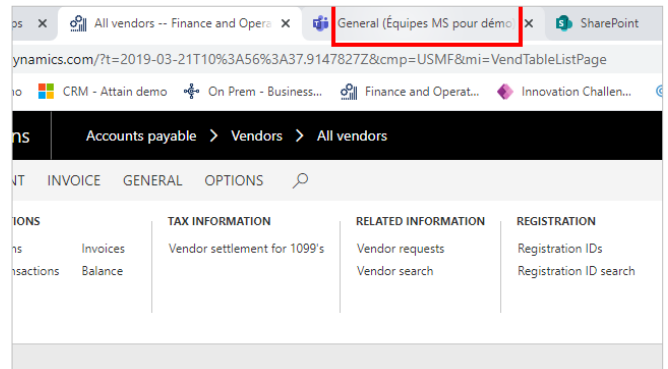 os All vendors -- Finance and Opera General (Équipes MS pour démo) SharePoint
ynamics.com/?t=2019-03-21T10%3A56%3A37.9147827Z&cmp=USMF&mi=VendTableListPage
no CRM - Attain demo On Prem - Business... Finance and Operat... Innovation Challen...
ns Accounts payable > Vendors > All vendors
NT INVOICE GENERAL OPTIONS
IONS TAX INFORMATION RELATED INFORMATION REGISTRATION
ns Invoices Vendor settlement for 1099's Vendor requests Registration IDs
nsactions Balance Vendor search Registration ID search